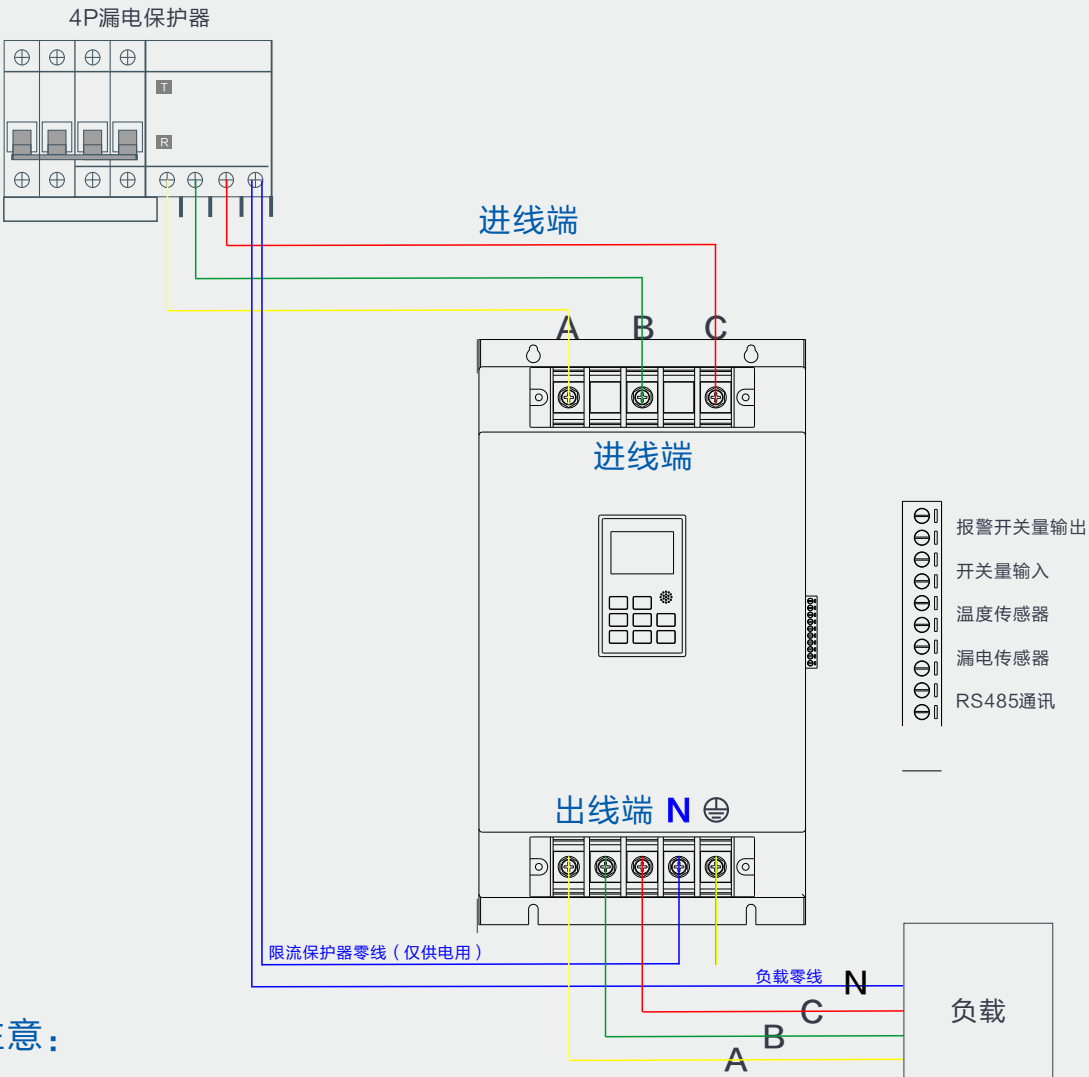 4P漏电保护器
T
R
进线端
A B C
进线端
报警开关量输出
开关量输入
温度传感器
漏电传感器
RS485通讯
出线端 N
限流保护器零线（仅供电用）
负载零线 N
C
B
A
负载
注意：